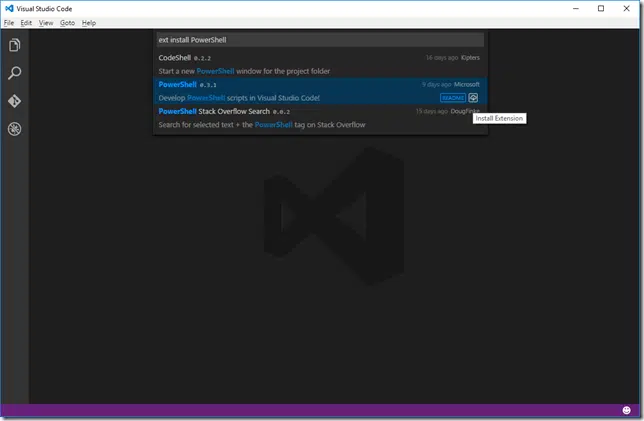 Visual Studio Code
File Edit View Goto Help
ext install PowerShell
CodeShell 0.2.2 14 days ago Kipters
Start a new PowerShell window for the project folder
PowerShell 0.3.1 9 days ago Microsoft
Develop PowerShell scripts in Visual Studio Code! README
PowerShell Stack Overflow Search 0.0.2 15 days ago DougFinke
Install Extension
Search for selected text + the PowerShell tag on Stack Overflow